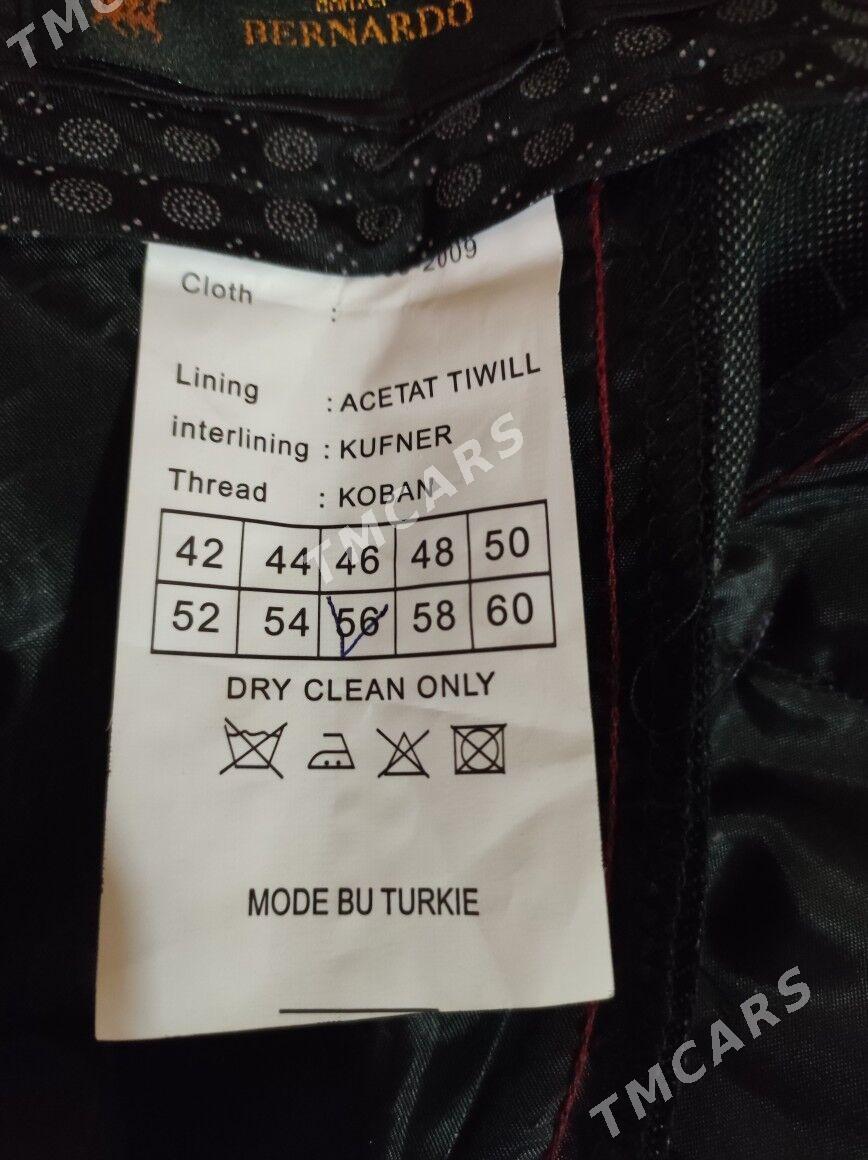 TMCARS
BERNARDO
2009
Cloth :
Lining : ACETAT TIWILL
interlining : KUFNER
Thread : KOBAN
TMCARS
42 44 46 48 50
52 54 56 58 60
DRY CLEAN ONLY
MODE BU TURKIE
TMCARS